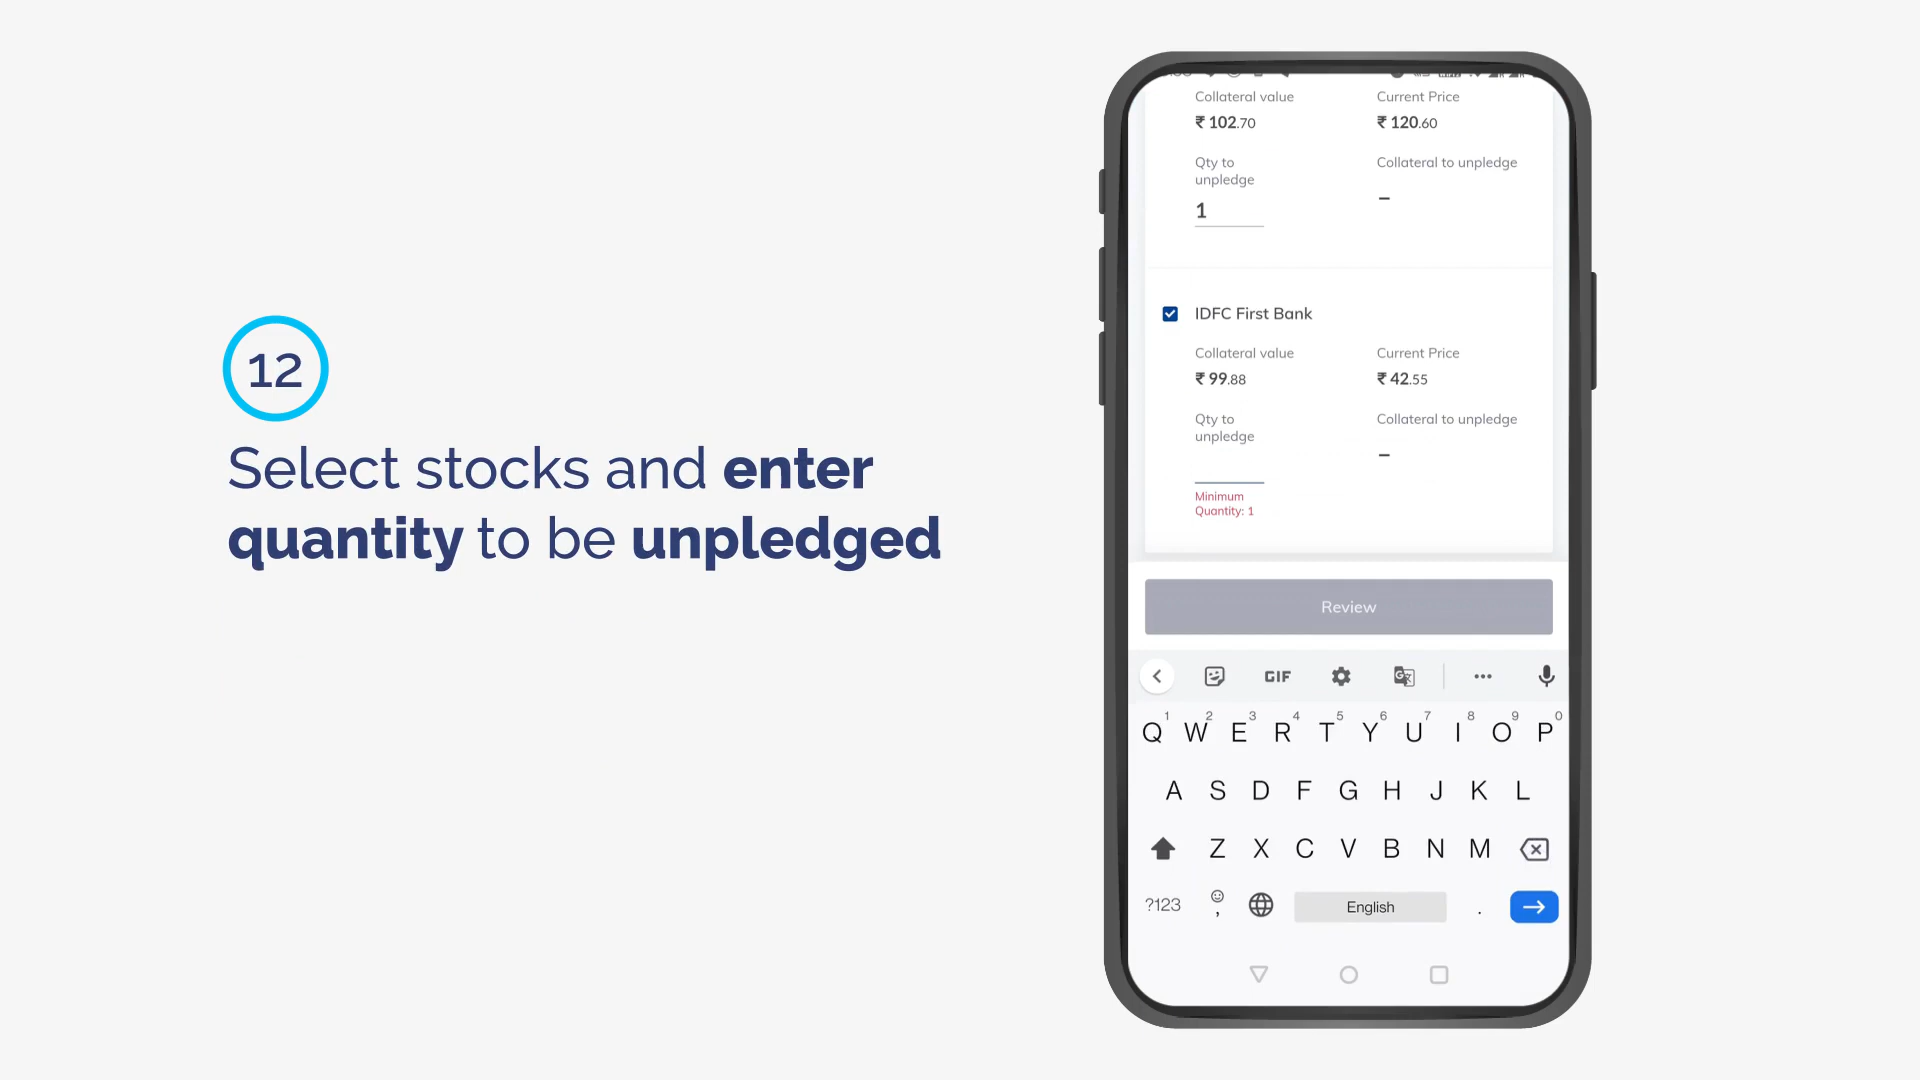 12
Select stocks and enter
quantity to be unpledged
Collateral value
Current Price
₹ 102.70
₹ 120.60
Qty to
unpledge
Collateral to unpledge
–
1
IDFC First Bank
Collateral value
Current Price
₹ 99.88
₹ 42.55
Qty to
unpledge
Collateral to unpledge
–
Minimum
Quantity: 1
Review
GIF
1 2 3 4 5 6 7 8 9 0
Q W E R T Y U I O P
A S D F G H J K L
Z X C V B N M
?123 , English .